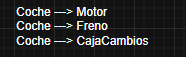 Coche ---> Motor
Coche ---> Freno
Coche ---> CajaCambios